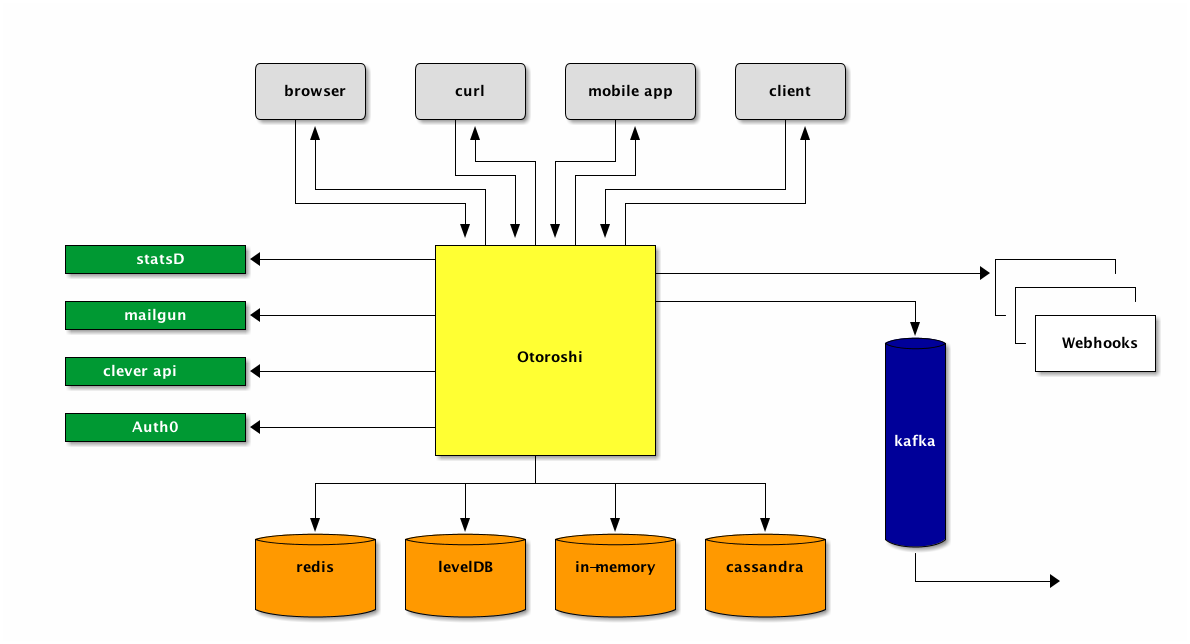 browser
curl
mobile app
client
statsD
mailgun
clever api
Auth0
Otoroshi
Webhooks
kafka
redis
levelDB
in-memory
cassandra